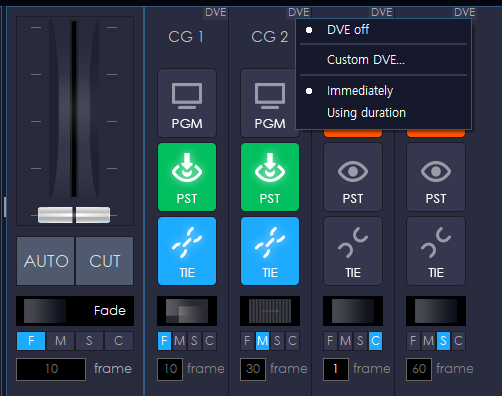 DVE DVE DVE DVE
CG 1 CG 2
DVE off
Custom DVE...
Immediately
Using duration
PGM PGM
PST PST PST PST
AUTO CUT TIE TIE TIE TIE
Fade
F M S C F M S C F M S C F M S C F M S C
10 frame 10 frame 30 frame 1 frame 60 frame